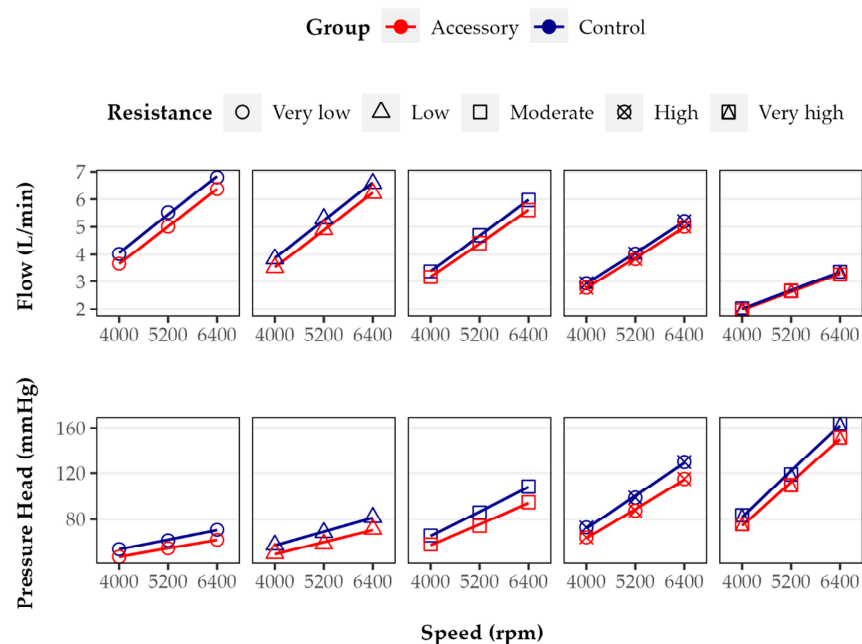 Group Accessory Control
Resistance Very low Low Moderate High Very high
Flow (L/min)
7
6
5
4
3
2
4000 5200 6400 4000 5200 6400 4000 5200 6400 4000 5200 6400 4000 5200 6400
Pressure Head (mmHg)
160
120
80
4000 5200 6400 4000 5200 6400 4000 5200 6400 4000 5200 6400 4000 5200 6400
Speed (rpm)